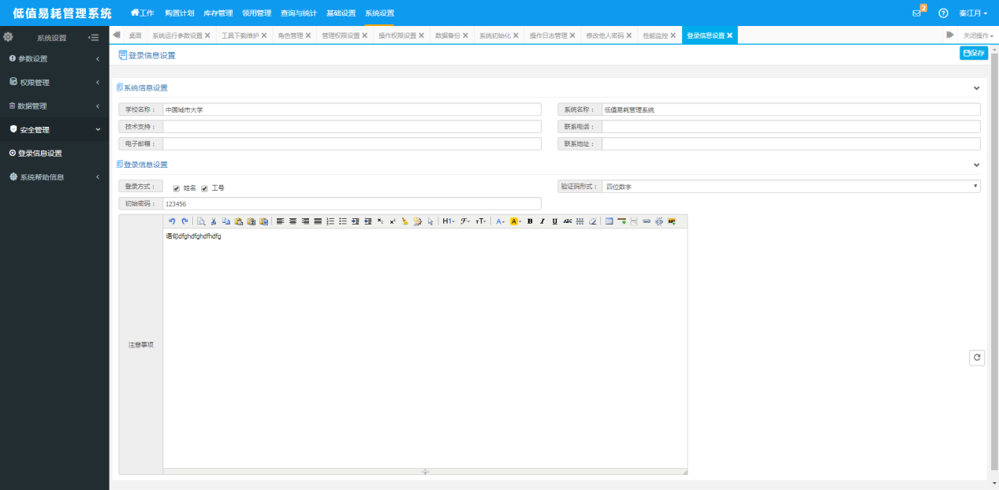 低值易耗管理系统 工作 购置计划 库存管理 领用管理 查询与统计 基础设置 系统设置 2 秦江月
系统设置 桌面 系统运行参数设置 工具下载维护 角色管理 管理权限设置 操作权限设置 数据备份 系统初始化 操作日志管理 修改他人密码 性能监控 登录信息设置 关闭操作
参数设置
权限管理
数据管理
安全管理
登录信息设置
系统帮助信息
登录信息设置 保存
系统信息设置
学校名称： 中国城市大学 系统名称： 低值易耗管理系统
技术支持： 联系电话：
电子邮箱： 联系地址：
登录信息设置
登录方式： 姓名 工号 验证码形式： 四位数字
初始密码： 123456
H1 F TT A A B I U ABC
语句dfghdfghdfhdfg
注意事项